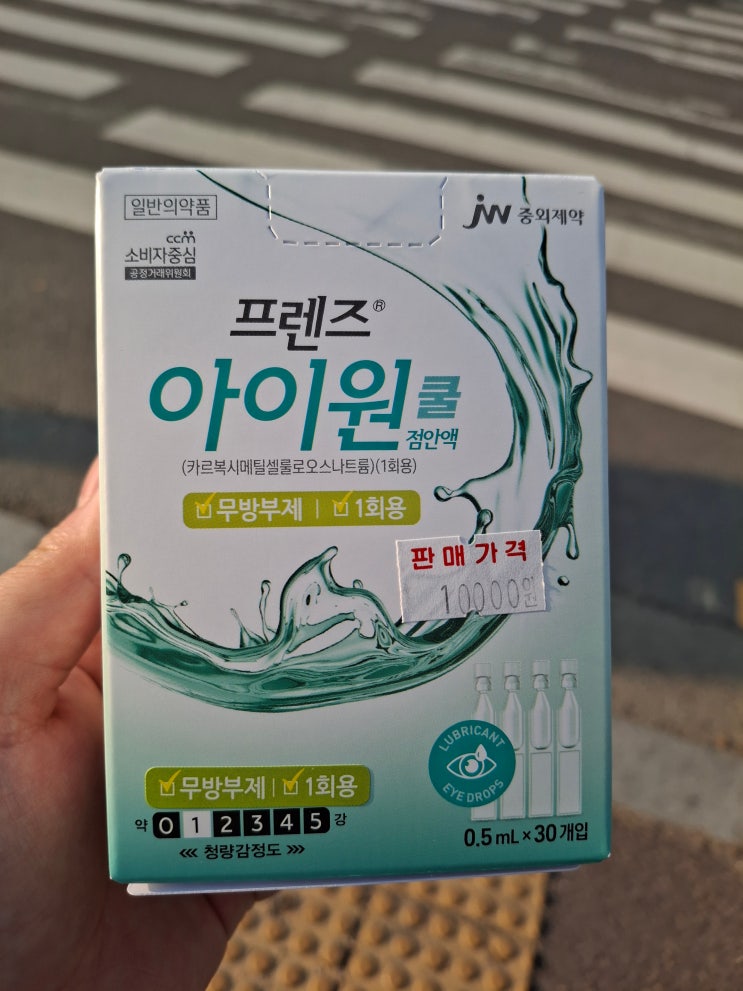 일반의약품
jw 중외제약
ccm
소비자중심
공정거래위원회
프렌즈®
아이원쿨
점안액
(카르복시메틸셀룰로오스나트륨)(1회용)
무방부제 | 1회용
판매가격
10000원
LUBRICANT
EYE DROPS
무방부제 | 1회용
약 0 1 2 3 4 5 강
<<< 청량감정도 >>>
0.5 mL × 30개입